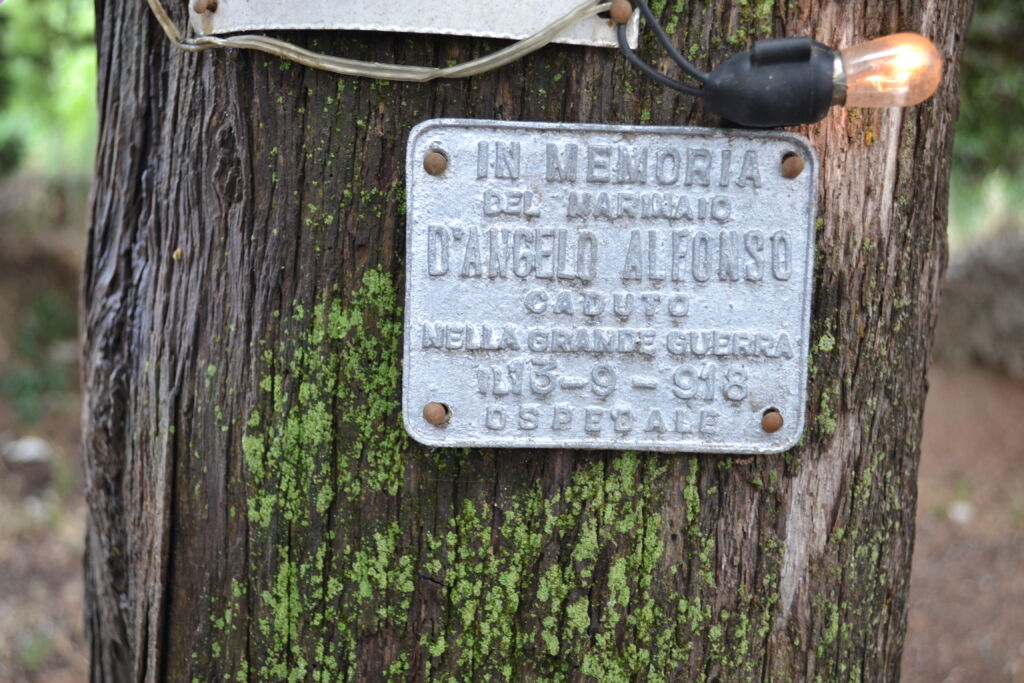 IN MEMORIA
DEL MARINAIO
D'ANGELO ALFONSO
CADUTO
NELLA GRANDE GUERRA
IL 13-9-918
OSPEDALE